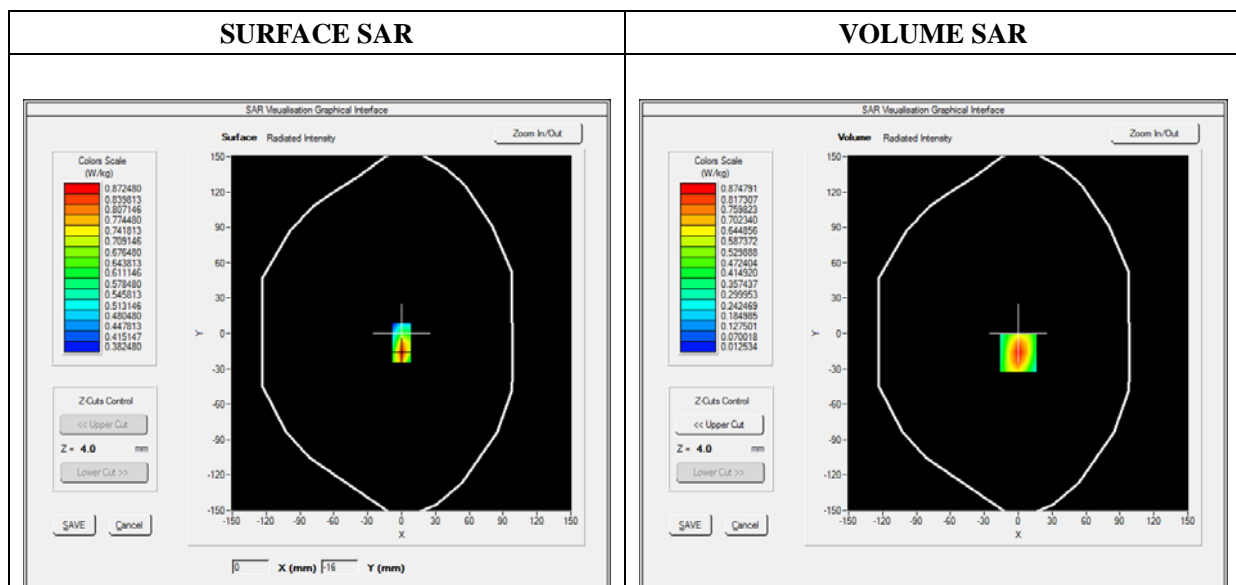 SURFACE SAR
VOLUME SAR
SAR Visualisation Graphical Interface
Surface Radiated Intensity
Zoom In/Out
Colors Scale
(W/kg)
0.872480
0.839813
0.807146
0.774480
0.741813
0.709146
0.676480
0.643813
0.611146
0.578480
0.545813
0.513146
0.480480
0.447813
0.415147
0.382480
Z-Cuts Control
<< Upper Cut
Z = 4.0 mm
Lower Cut >>
SAVE Cancel
150
120
90
60
30
0
-30
-60
-90
-120
-150
Y
-150 -120 -90 -60 -30 0 30 60 90 120 150
X
0 X (mm) -16 Y (mm)
SAR Visualisation Graphical Interface
Volume Radiated Intensity
Zoom In/Out
Colors Scale
(W/kg)
0.874791
0.817307
0.759823
0.702340
0.644856
0.587372
0.529888
0.472404
0.414920
0.357437
0.299953
0.242469
0.184985
0.127501
0.070018
0.012534
Z-Cuts Control
<< Upper Cut
Z = 4.0 mm
Lower Cut >>
SAVE Cancel
150
120
90
60
30
0
-30
-60
-90
-120
-150
Y
-150 -120 -90 -60 -30 0 30 60 90 120 150
X